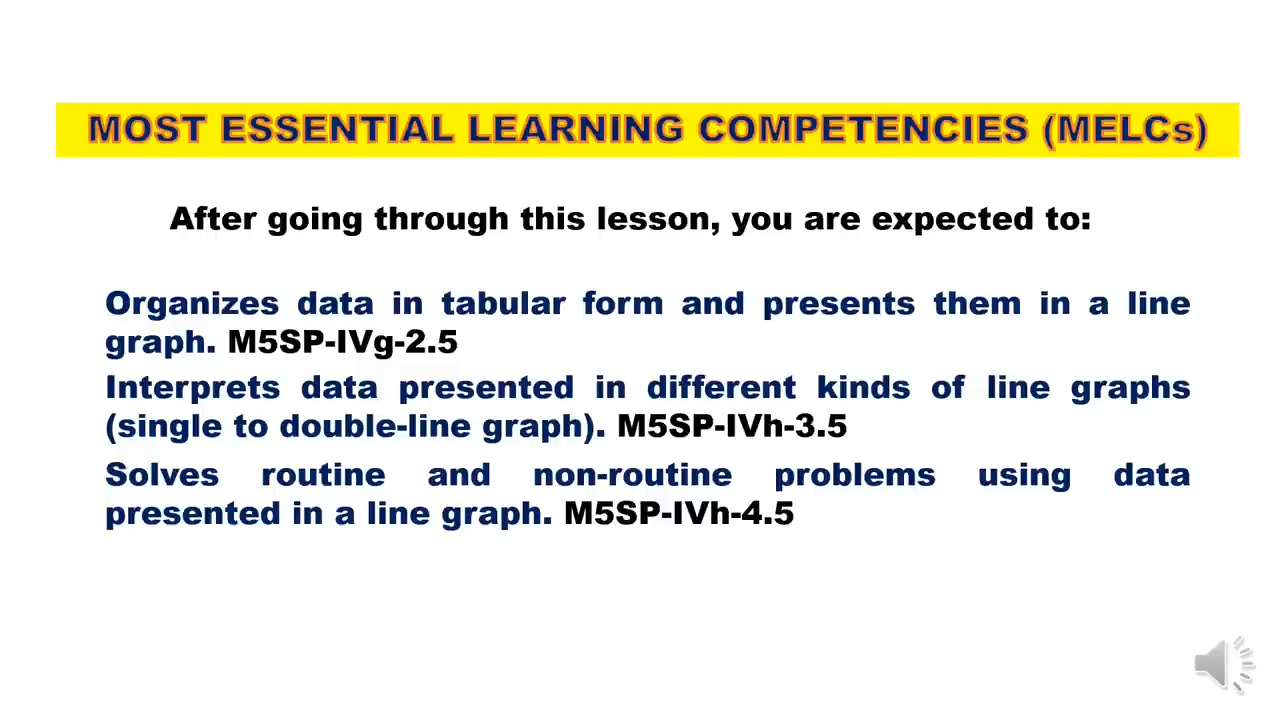 MOST ESSENTIAL LEARNING COMPETENCIES (MELCs)
After going through this lesson, you are expected to:
Organizes data in tabular form and presents them in a line
graph. M5SP-IVg-2.5
Interprets data presented in different kinds of line graphs
(single to double-line graph). M5SP-IVh-3.5
Solves routine and non-routine problems using data
presented in a line graph. M5SP-IVh-4.5